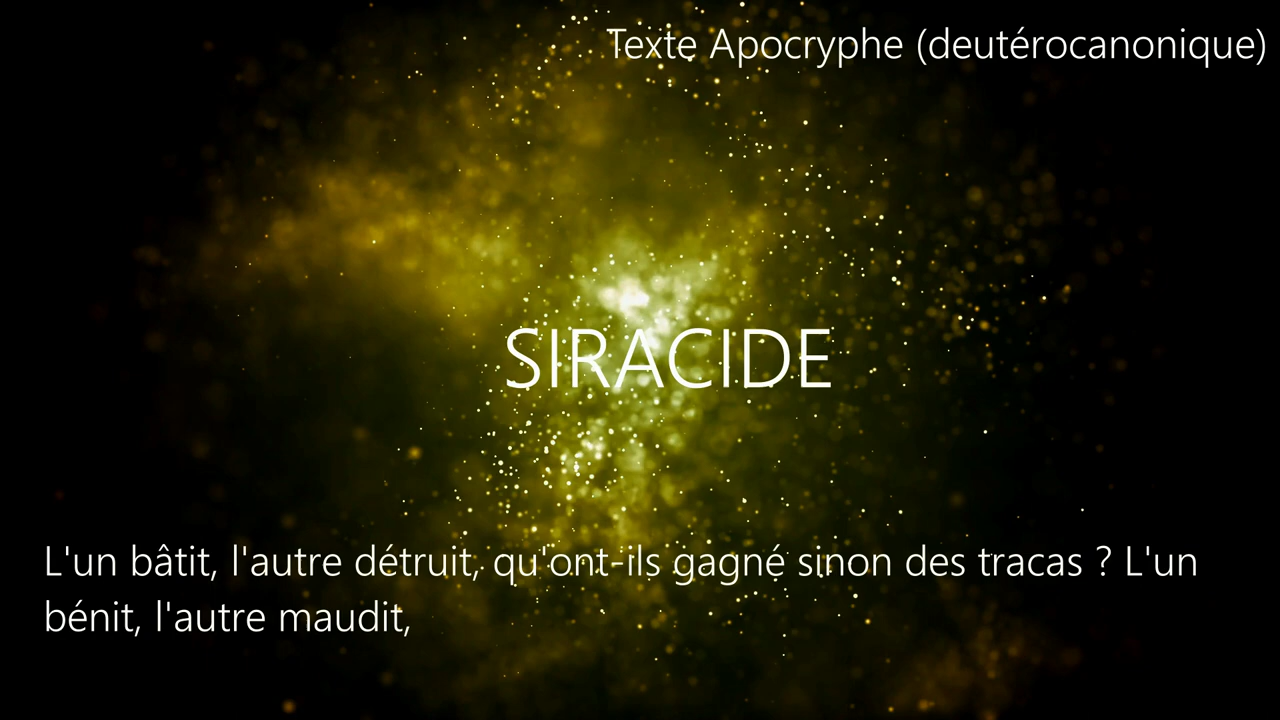 Texte Apocryphe (deutérocanonique)
SIRACIDE
L'un bâtit, l'autre détruit, qu'ont-ils gagné sinon des tracas ? L'un
bénit, l'autre maudit,